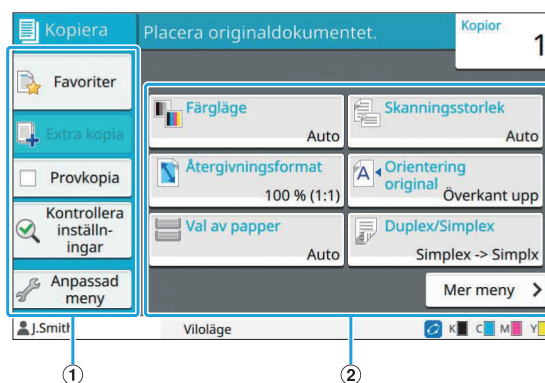 Kopiera
Placera originaldokumentet.
Kopior
1
Favoriter
Extra kopia
Provkopia
Kontrollera
inställn-
ingar
Anpassad
meny
Färgläge
Auto
Skanningsstorlek
Auto
Återgivningsformat
100 % (1:1)
Orientering
original
Överkant upp
Val av papper
Auto
Duplex/Simplex
Simplex -> Simplx
Mer meny
J.Smith
Viloläge
K C M Y
1
2